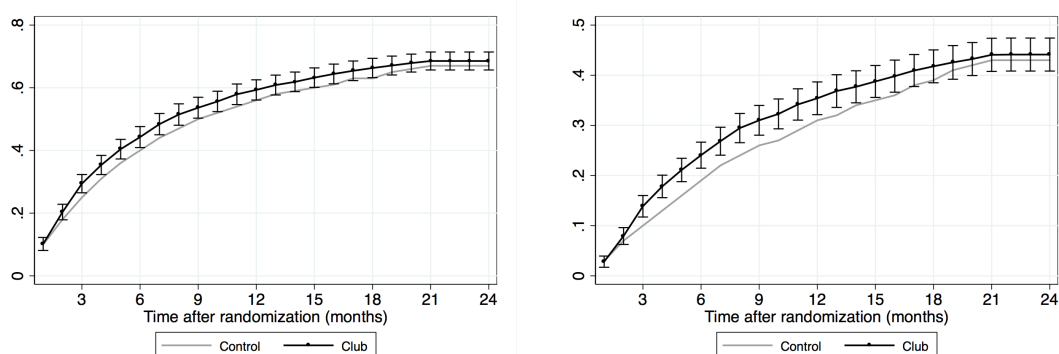 .8
.6
.4
.2
0
3 6 9 12 15 18 21 24
Time after randomization (months)
Control Club
.5
.4
.3
.2
.1
0
3 6 9 12 15 18 21 24
Time after randomization (months)
Control Club